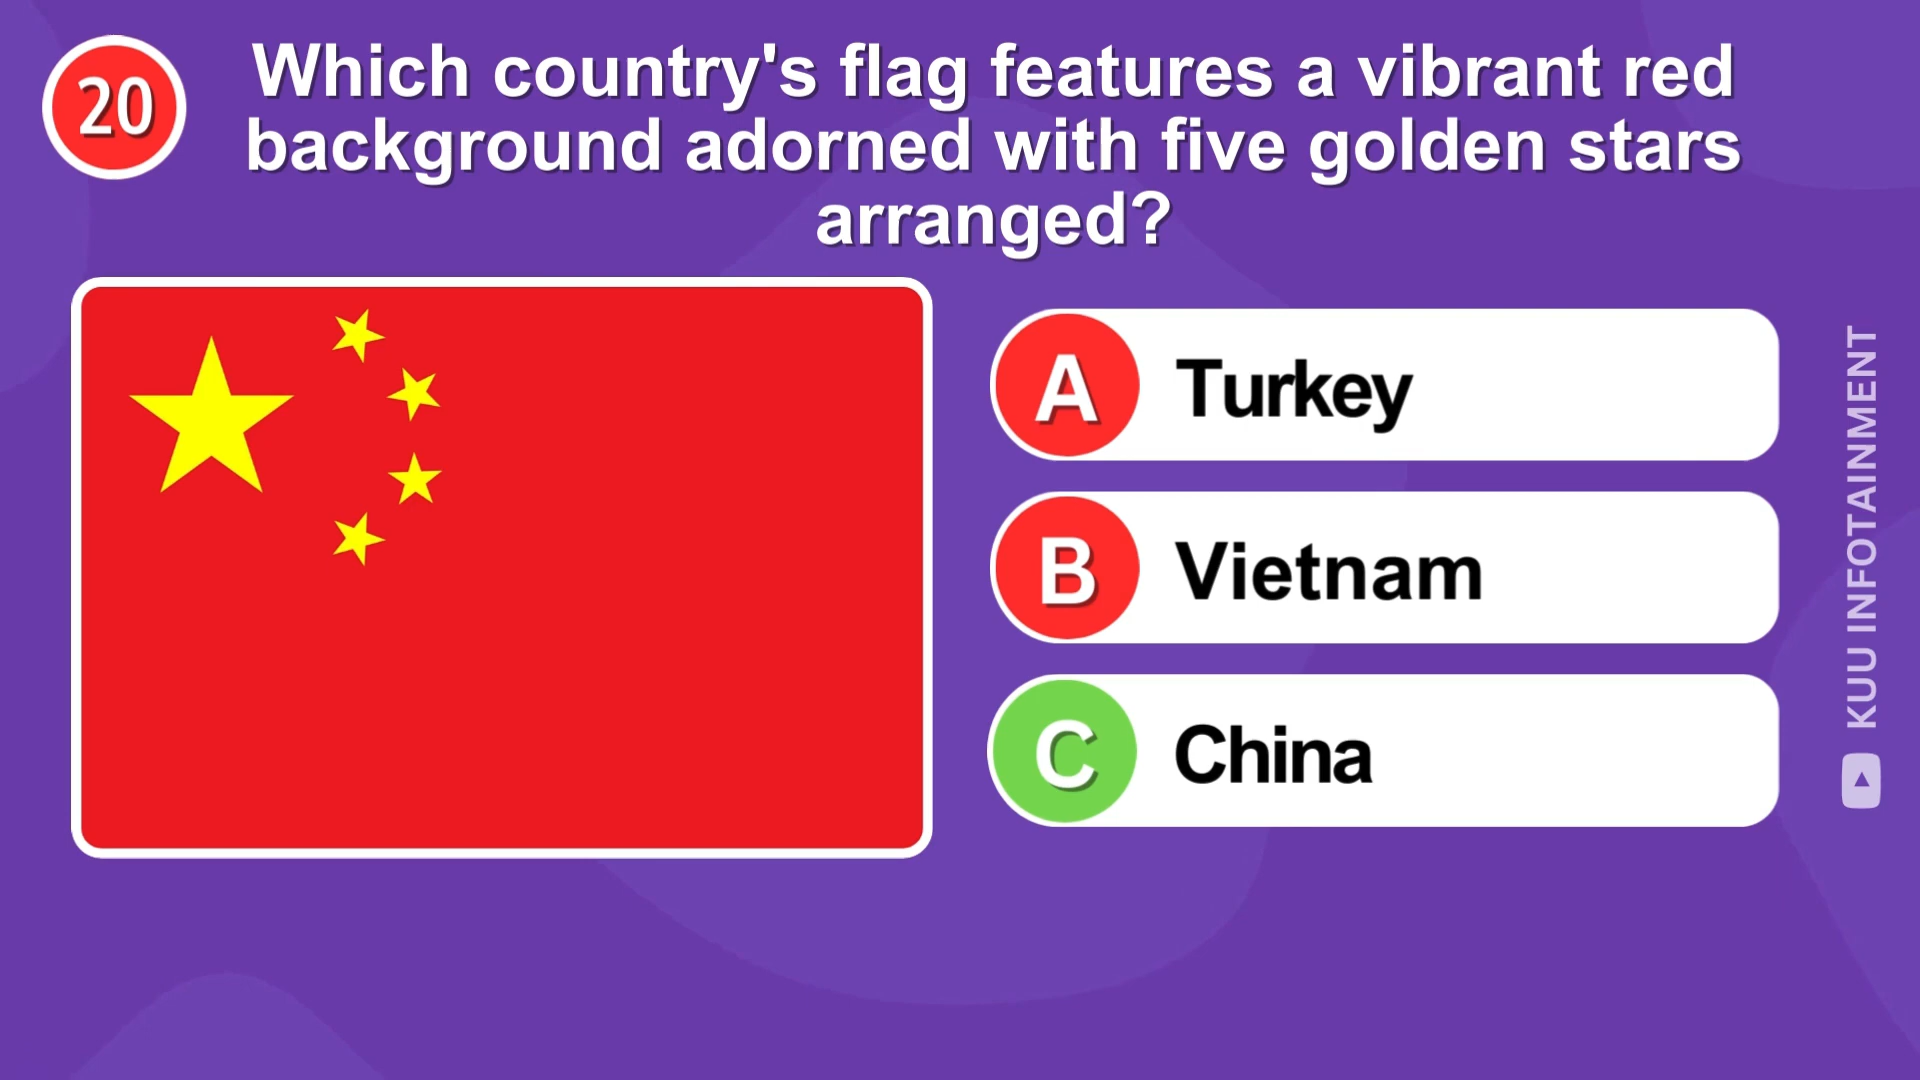 20
Which country's flag features a vibrant red
background adorned with five golden stars
arranged?
A Turkey
B Vietnam
C China
KUU INFOTAINMENT